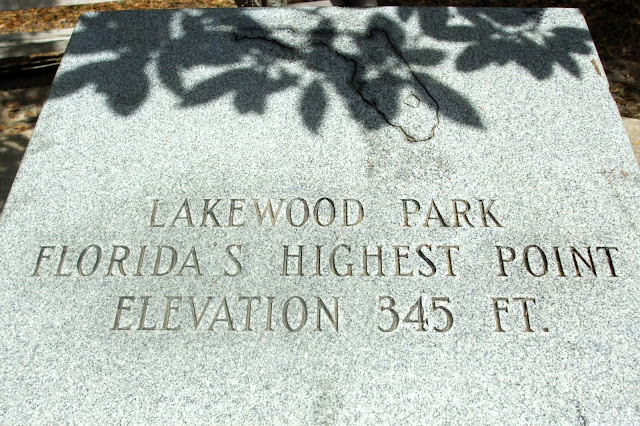 LAKEWOOD PARK
FLORIDA'S HIGHEST POINT
ELEVATION 345 FT.